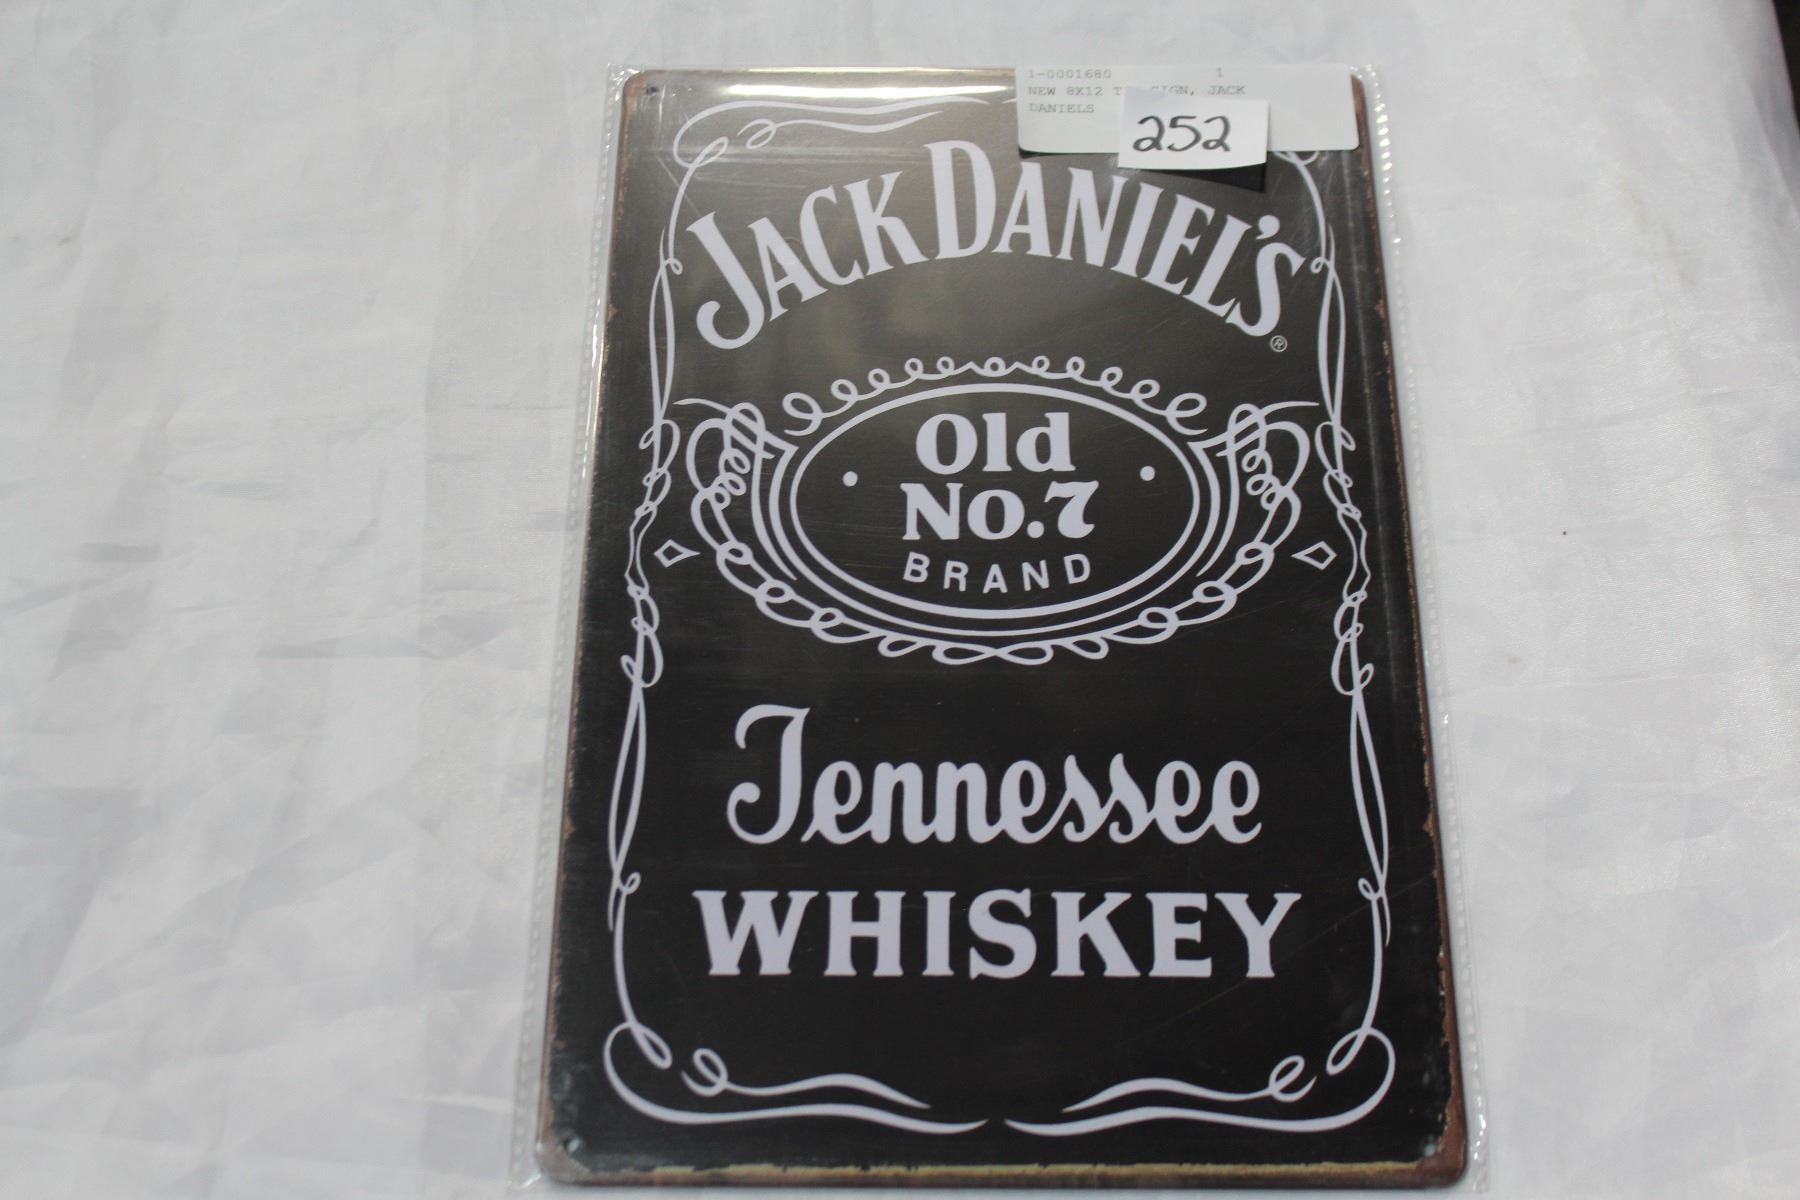 1-0001680 1
NEW 8X12 SIGN, JACK
DANIELS
252
JACK DANIEL'S
®
Old
No.7
BRAND
Tennessee
WHISKEY